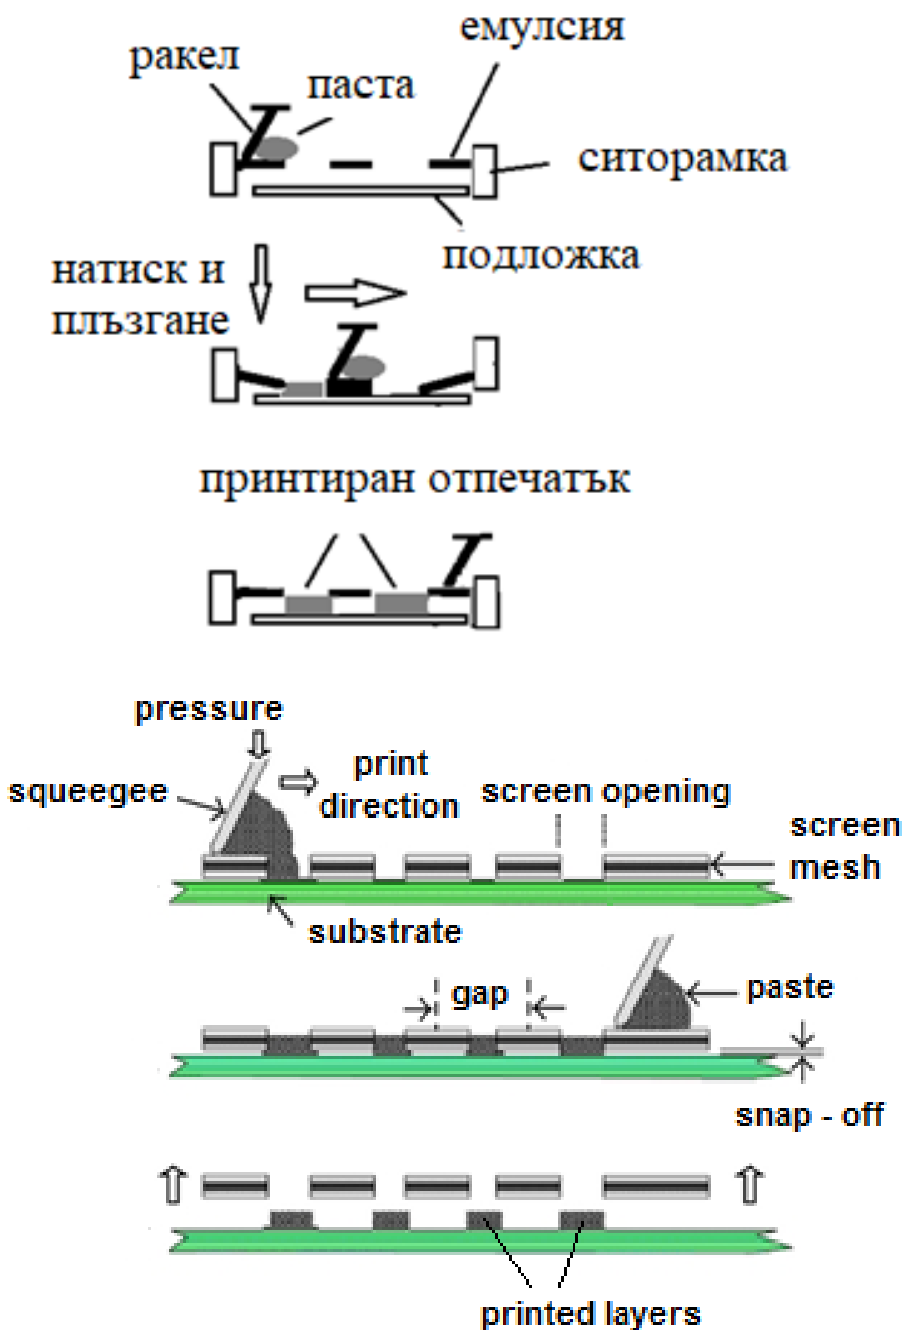 емулсия
ракел
паста
ситорамка
подложка
натиск и
плъзгане
принтиран отпечатък
pressure
squeegee
print
direction
screen opening
screen
mesh
substrate
gap
paste
snap - off
printed layers